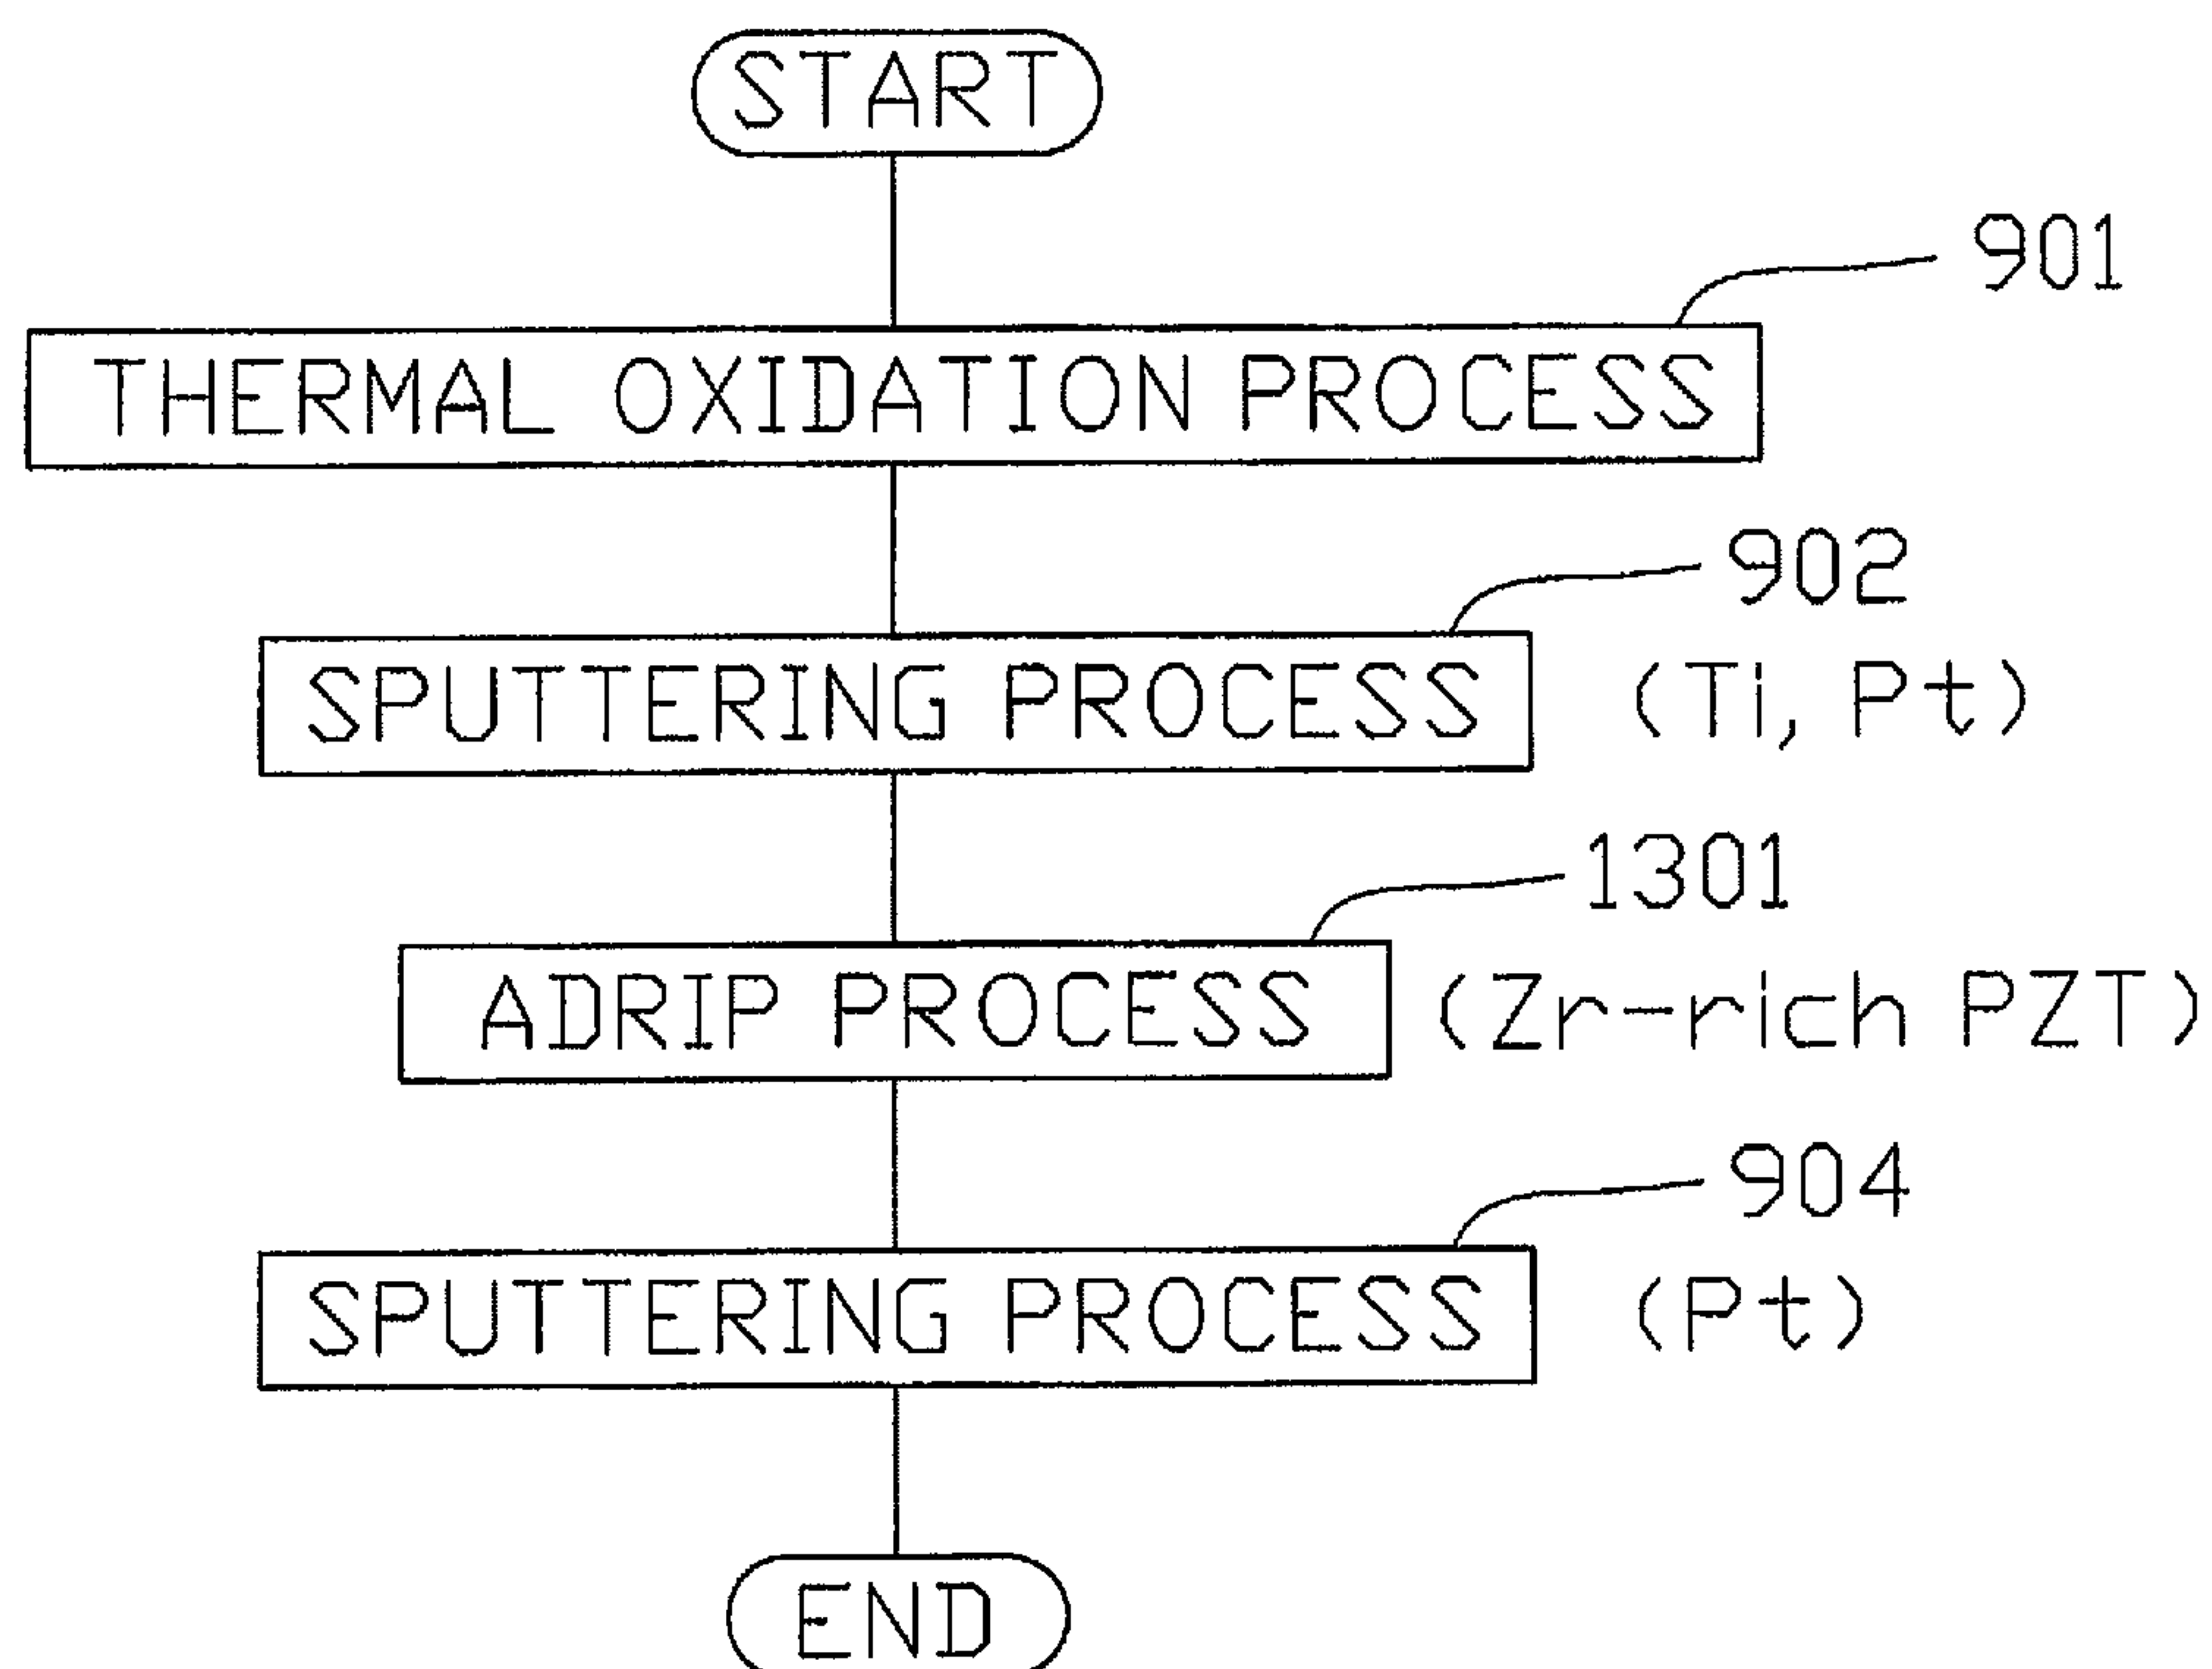 START
901
THERMAL OXIDATION PROCESS
902
SPUTTERING PROCESS (Ti, Pt)
1301
ADRIP PROCESS (Zr-rich PZT)
904
SPUTTERING PROCESS (Pt)
END